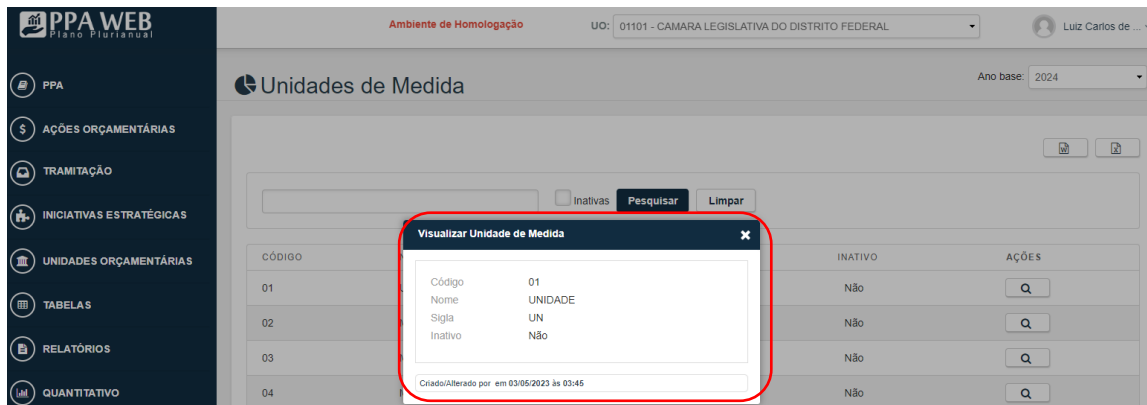 PPA WEB
Plano Plurianual
Ambiente de Homologação UO: 01101 - CAMARA LEGISLATIVA DO DISTRITO FEDERAL Luiz Carlos de ...
PPA
AÇÕES ORÇAMENTÁRIAS
TRAMITAÇÃO
INICIATIVAS ESTRATÉGICAS
UNIDADES ORÇAMENTÁRIAS
TABELAS
RELATÓRIOS
QUANTITATIVO
Unidades de Medida
Ano base: 2024
Inativas Pesquisar Limpar
CÓDIGO INATIVO AÇÕES
01 Não
02 Não
03 Não
04 Não
Visualizar Unidade de Medida
Código 01
Nome UNIDADE
Sigla UN
Inativo Não
Criado/Alterado por em 03/05/2023 às 03:45